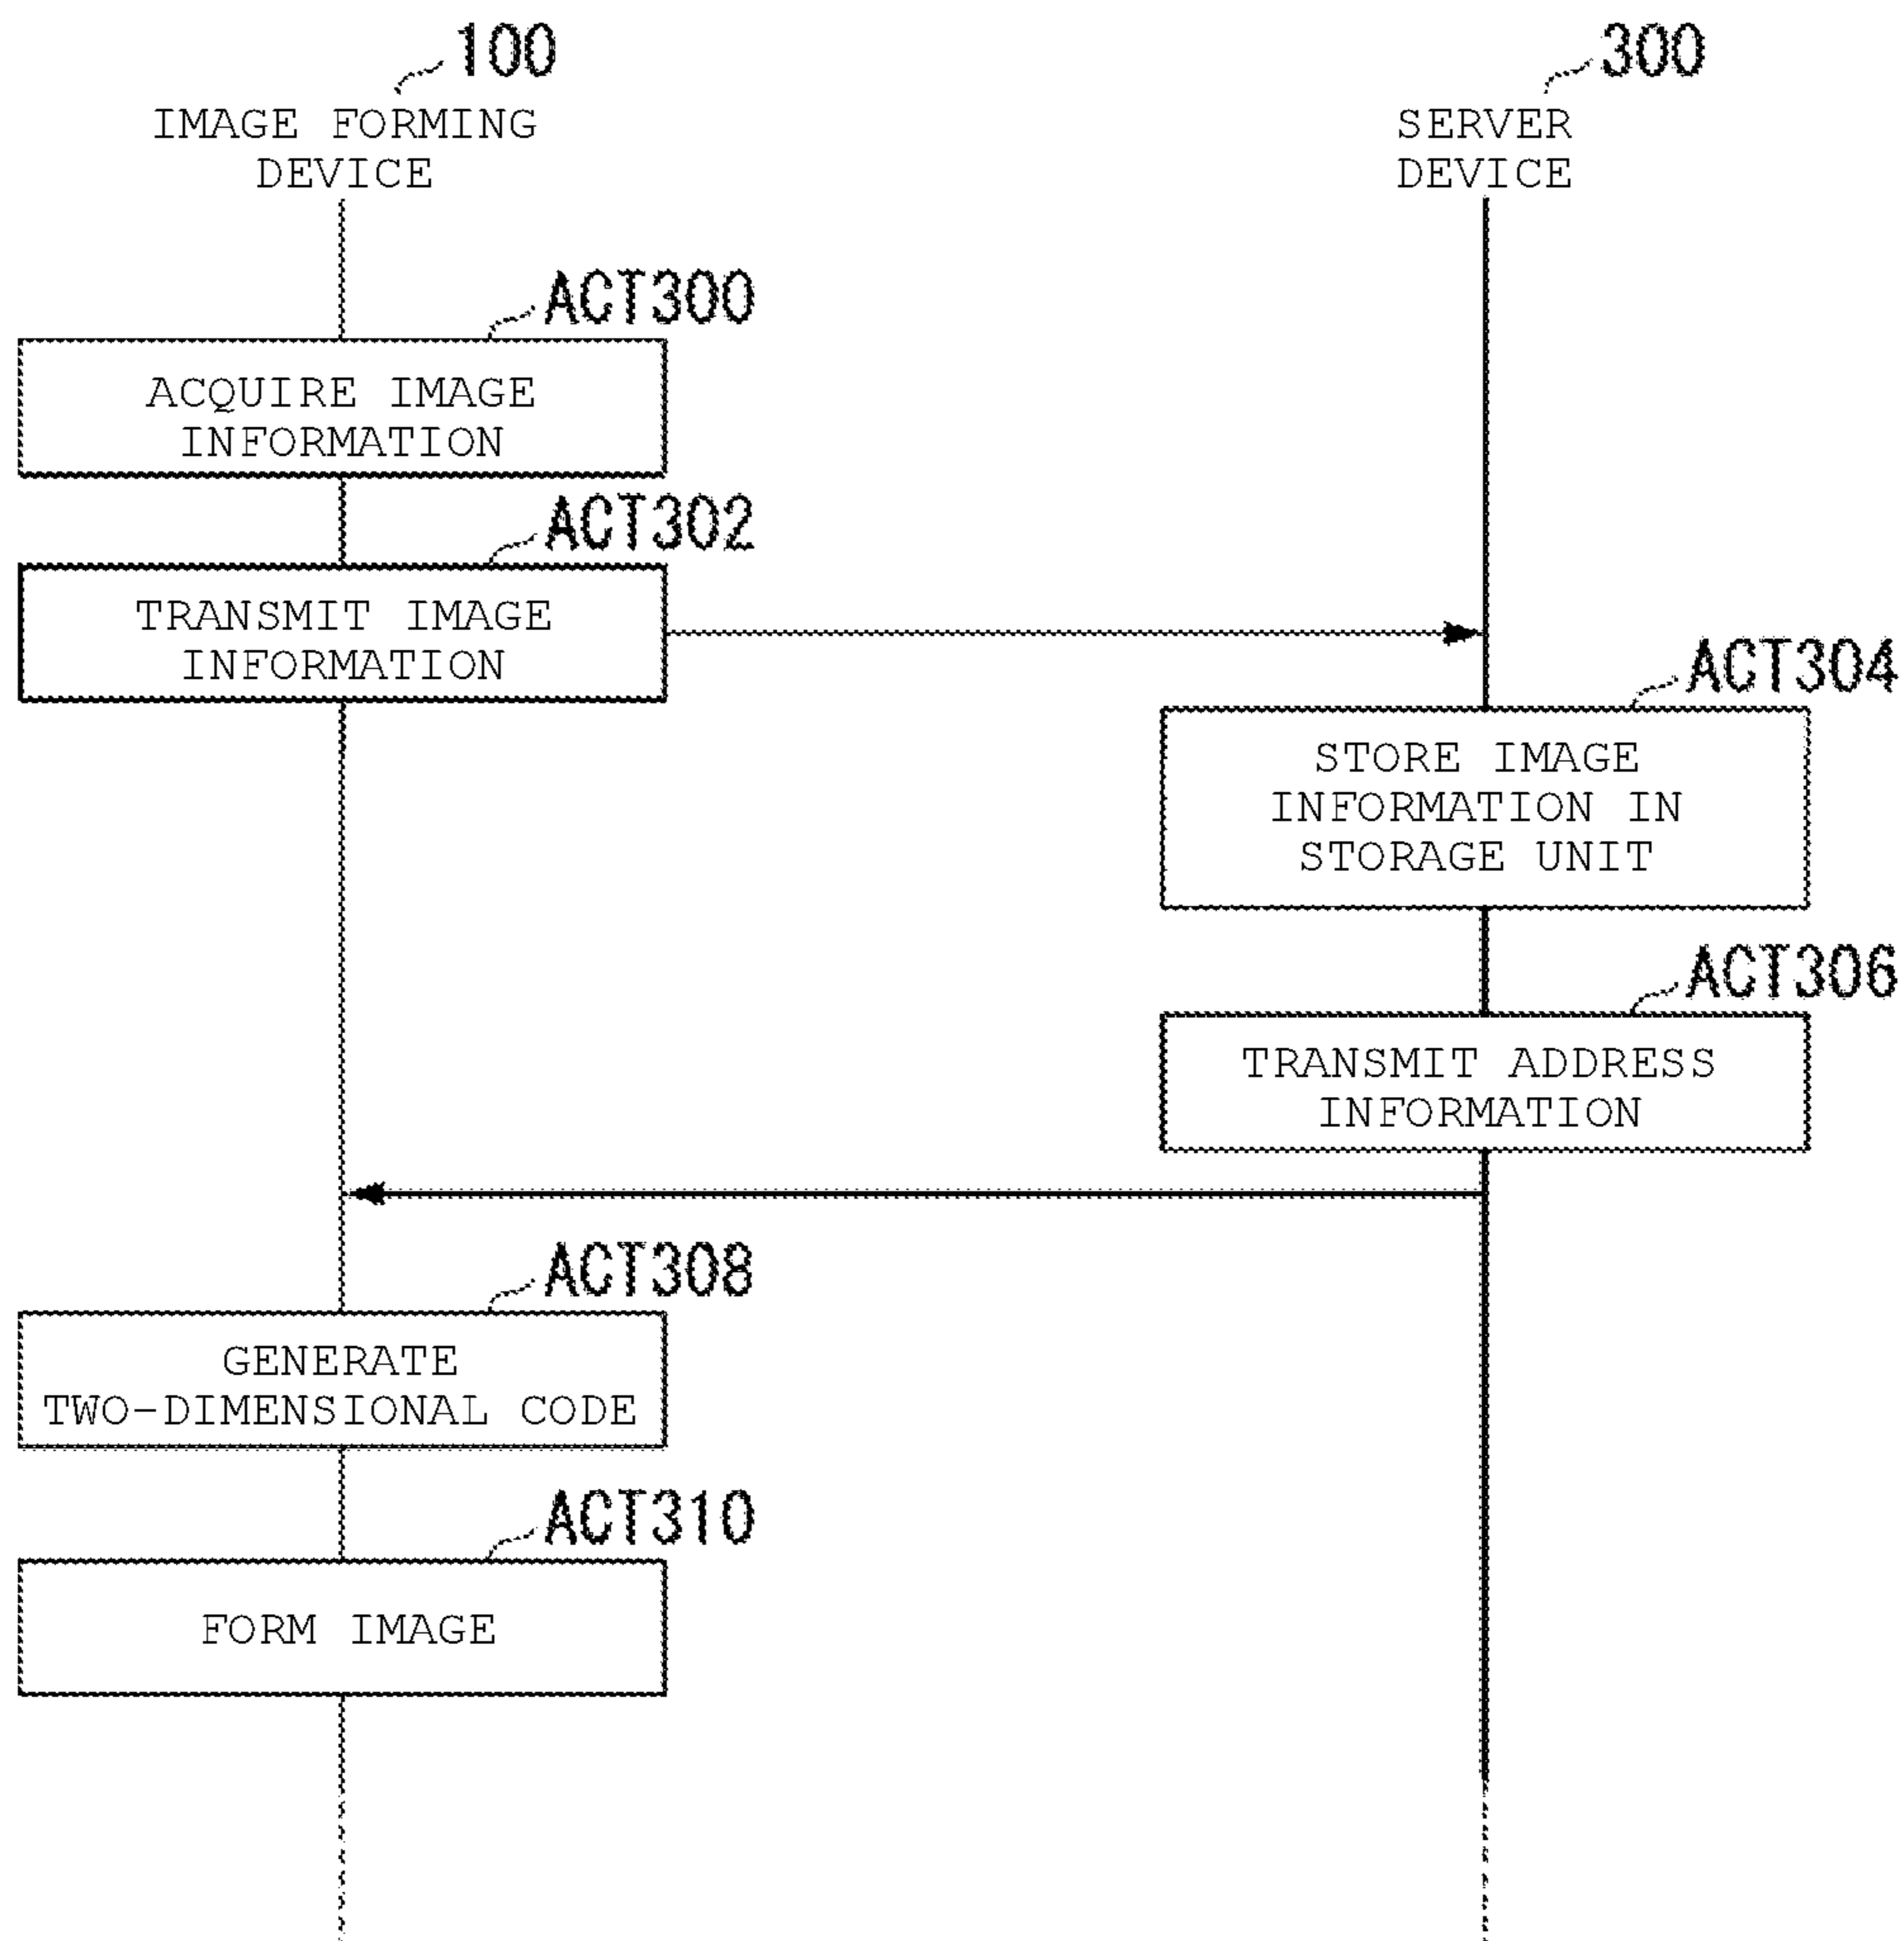 100
IMAGE FORMING
DEVICE
300
SERVER
DEVICE
ACT300
ACQUIRE IMAGE
INFORMATION
ACT302
TRANSMIT IMAGE
INFORMATION
ACT304
STORE IMAGE
INFORMATION IN
STORAGE UNIT
ACT306
TRANSMIT ADDRESS
INFORMATION
ACT308
GENERATE
TWO-DIMENSIONAL CODE
ACT310
FORM IMAGE